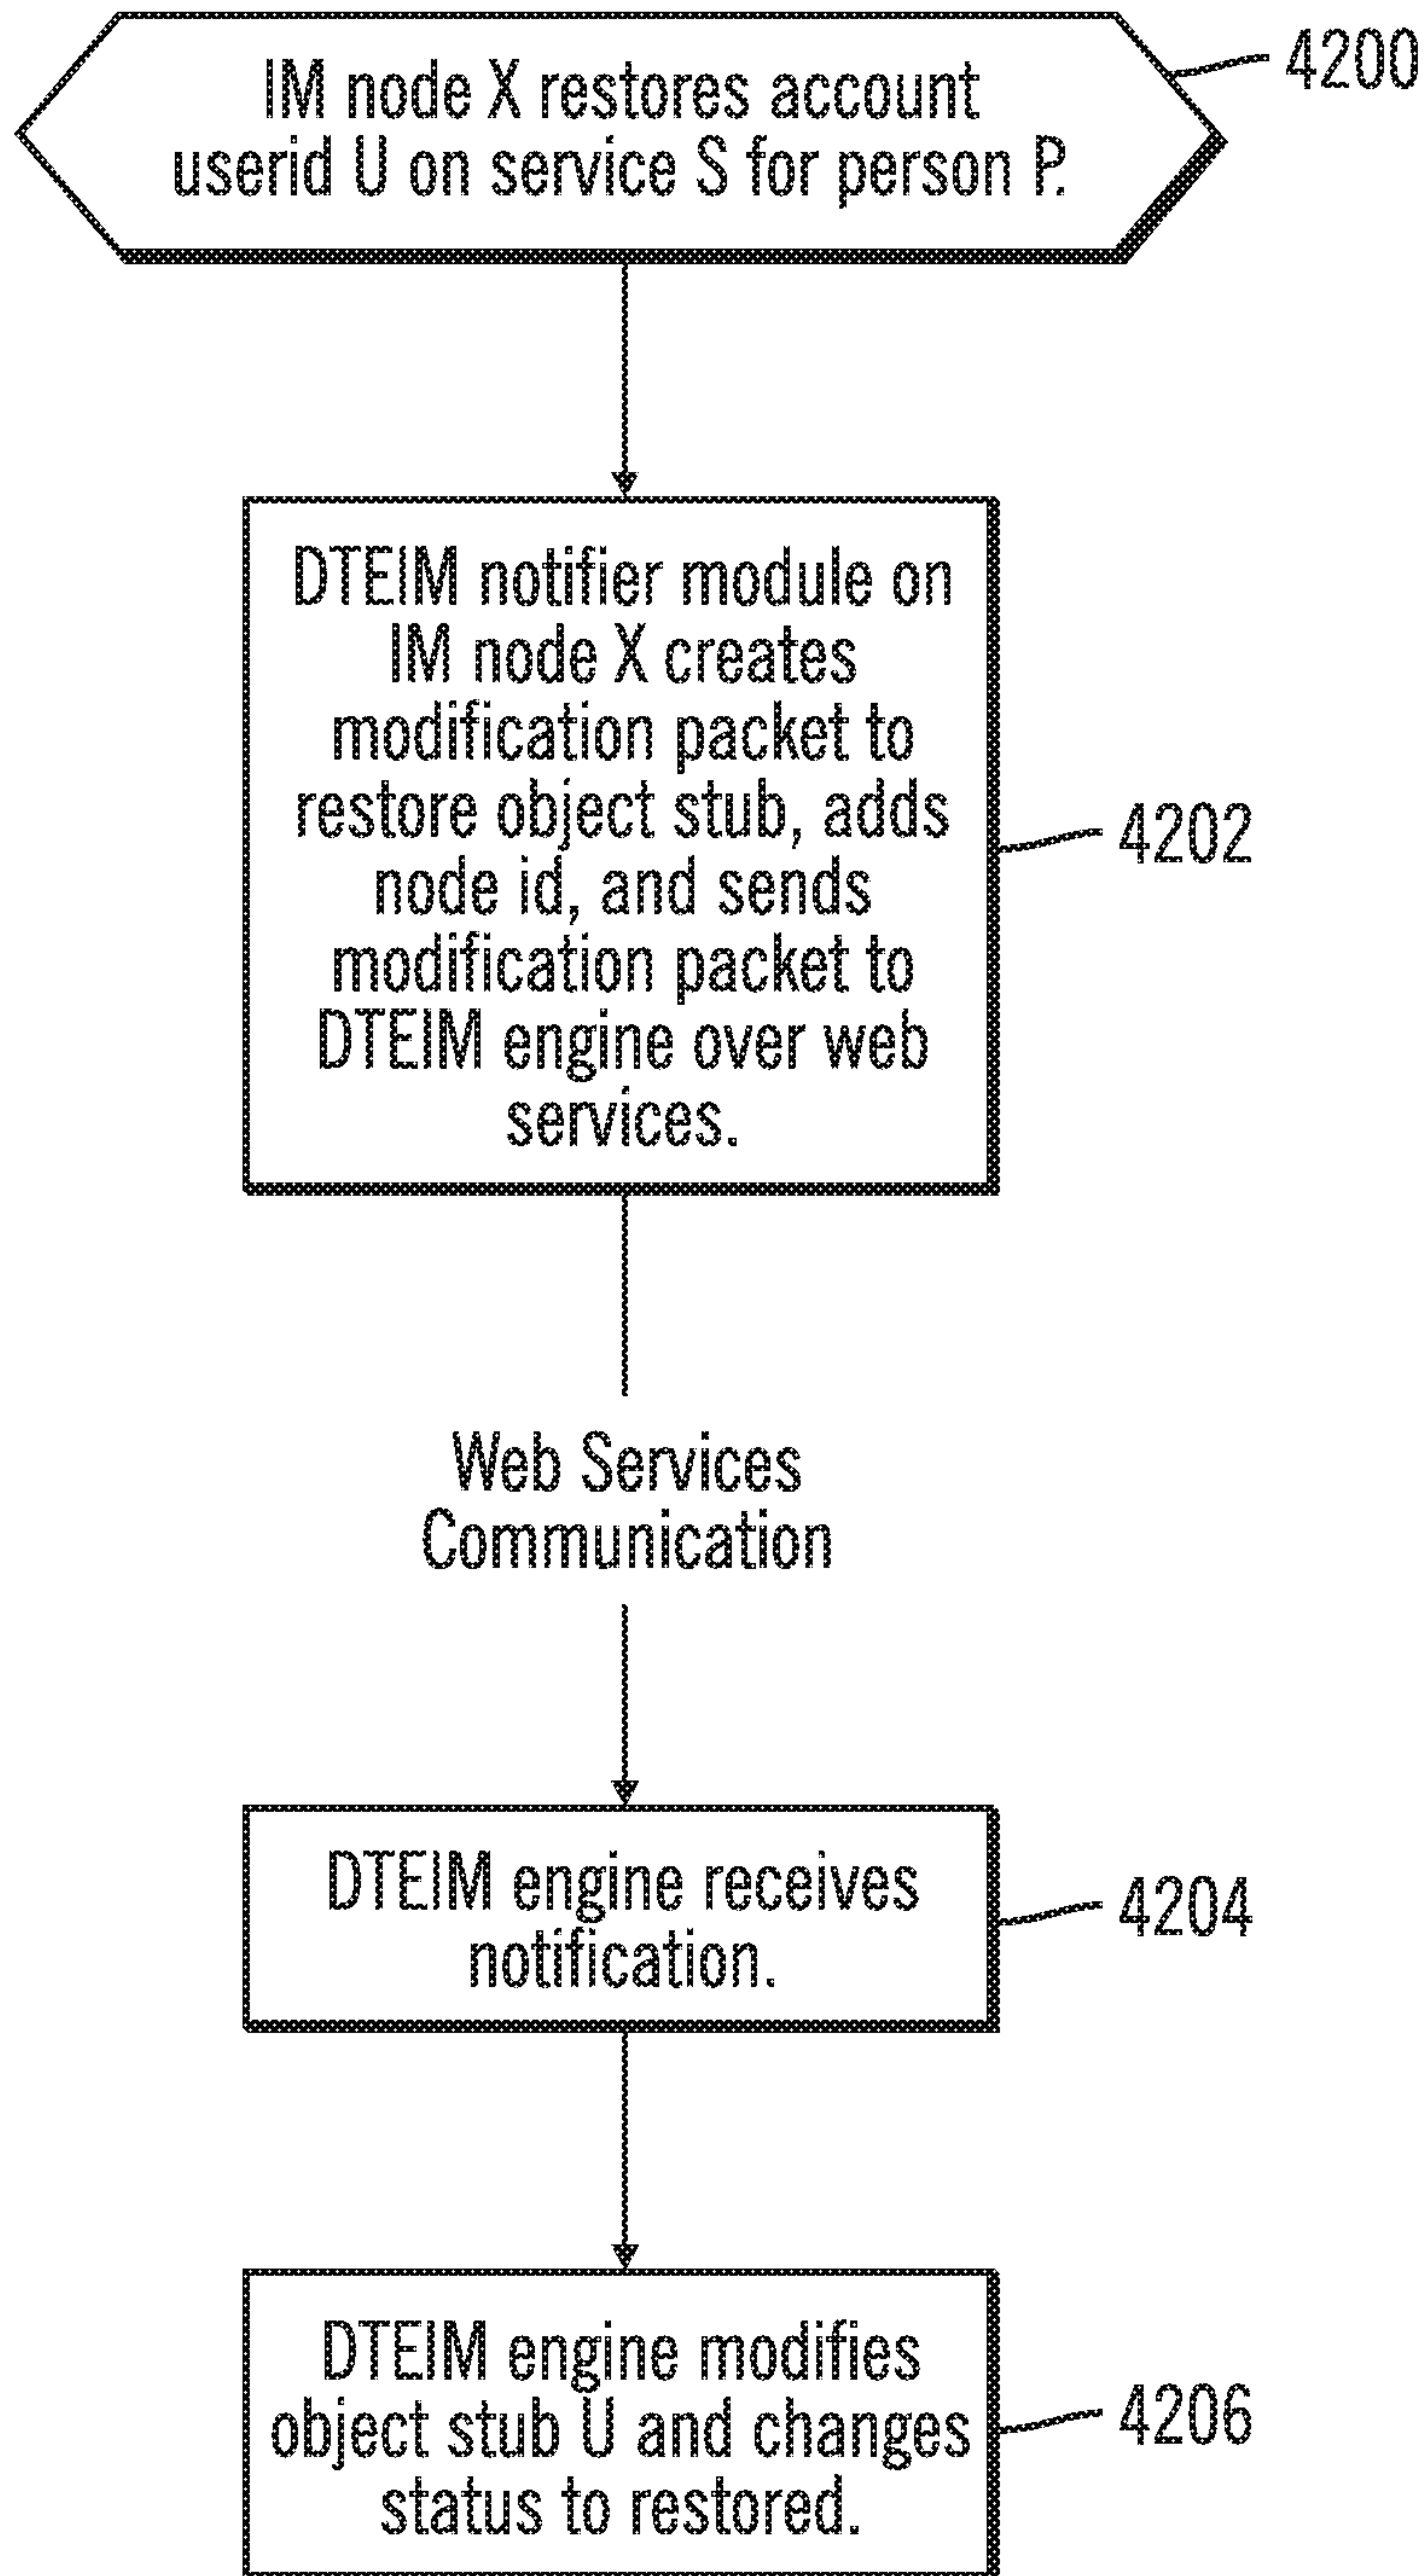 IM node X restores account
userid U on service S for person P.
4200
DTEIM notifier module on
IM node X creates
modification packet to
restore object stub, adds
node id, and sends
modification packet to
DTEIM engine over web
services.
4202
Web Services
Communication
DTEIM engine receives
notification.
4204
DTEIM engine modifies
object stub U and changes
status to restored.
4206